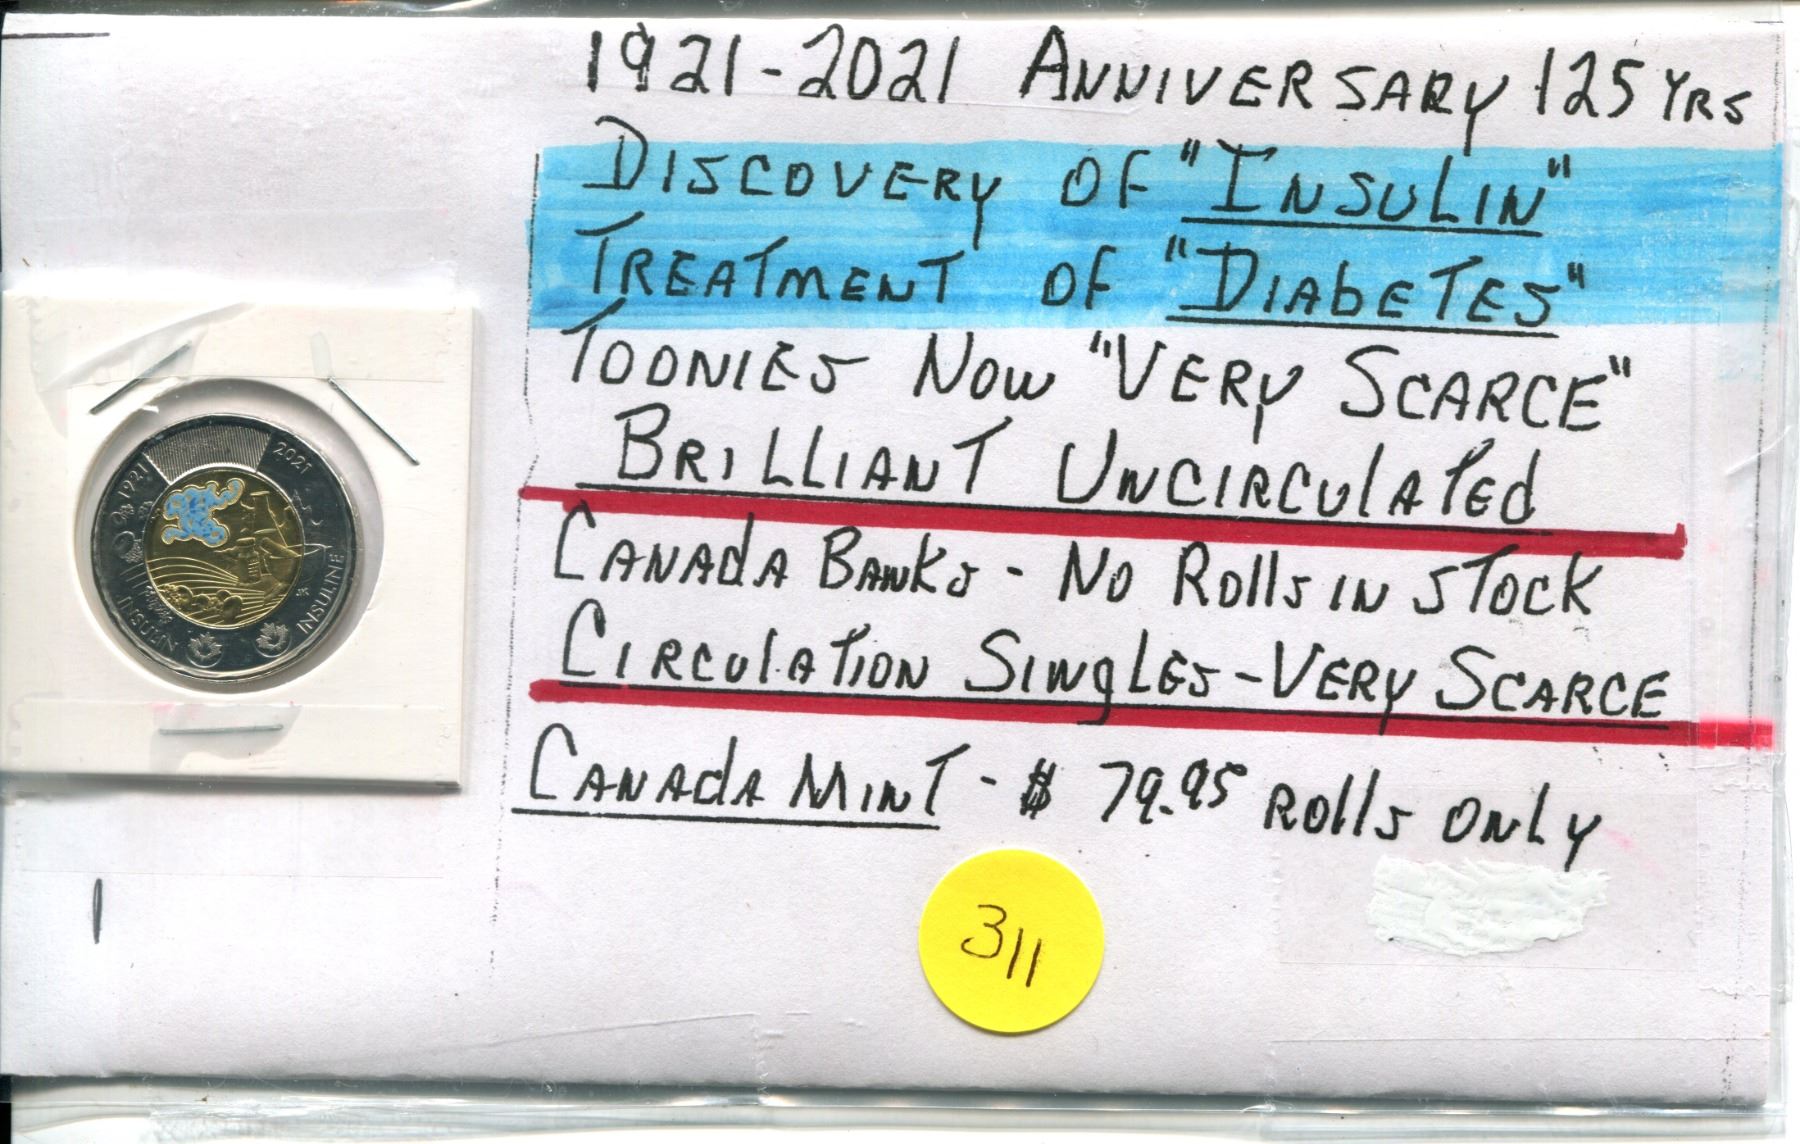 1921-2021 ANNIVERSARY 125 YRS
DISCOVERY OF "INSULIN"
TREATMENT OF "DIABETES"
TOONIES NOW "VERY SCARCE"
BRILLIANT UNCIRCULATED
CANADA BANKS - NO ROLLS IN STOCK
CIRCULATION SINGLES - VERY SCARCE
CANADA MINT - $ 79.95 ROLLS ONLY
1921 2021
INSULIN INSULINE
JK
311
1